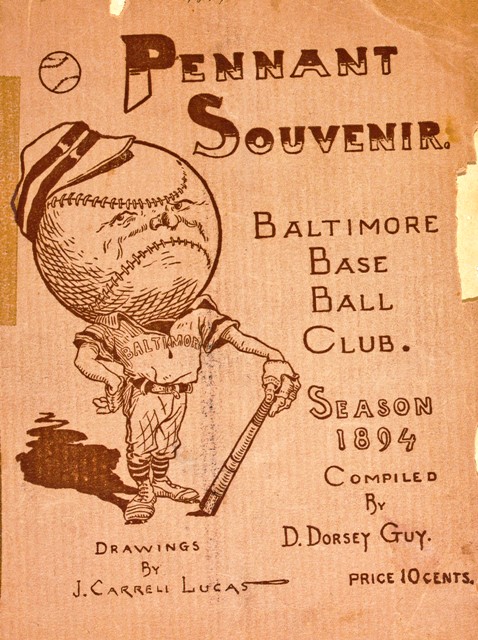 PENNANT
SOUVENIR.
BALTIMORE
BASE
BALL
CLUB.
BALTIMORE
SEASON
1894
COMPILED
By
D. DORSEY GUY.
DRAWINGS
By
J. CARRELL LUCAS
PRICE 10 CENTS.